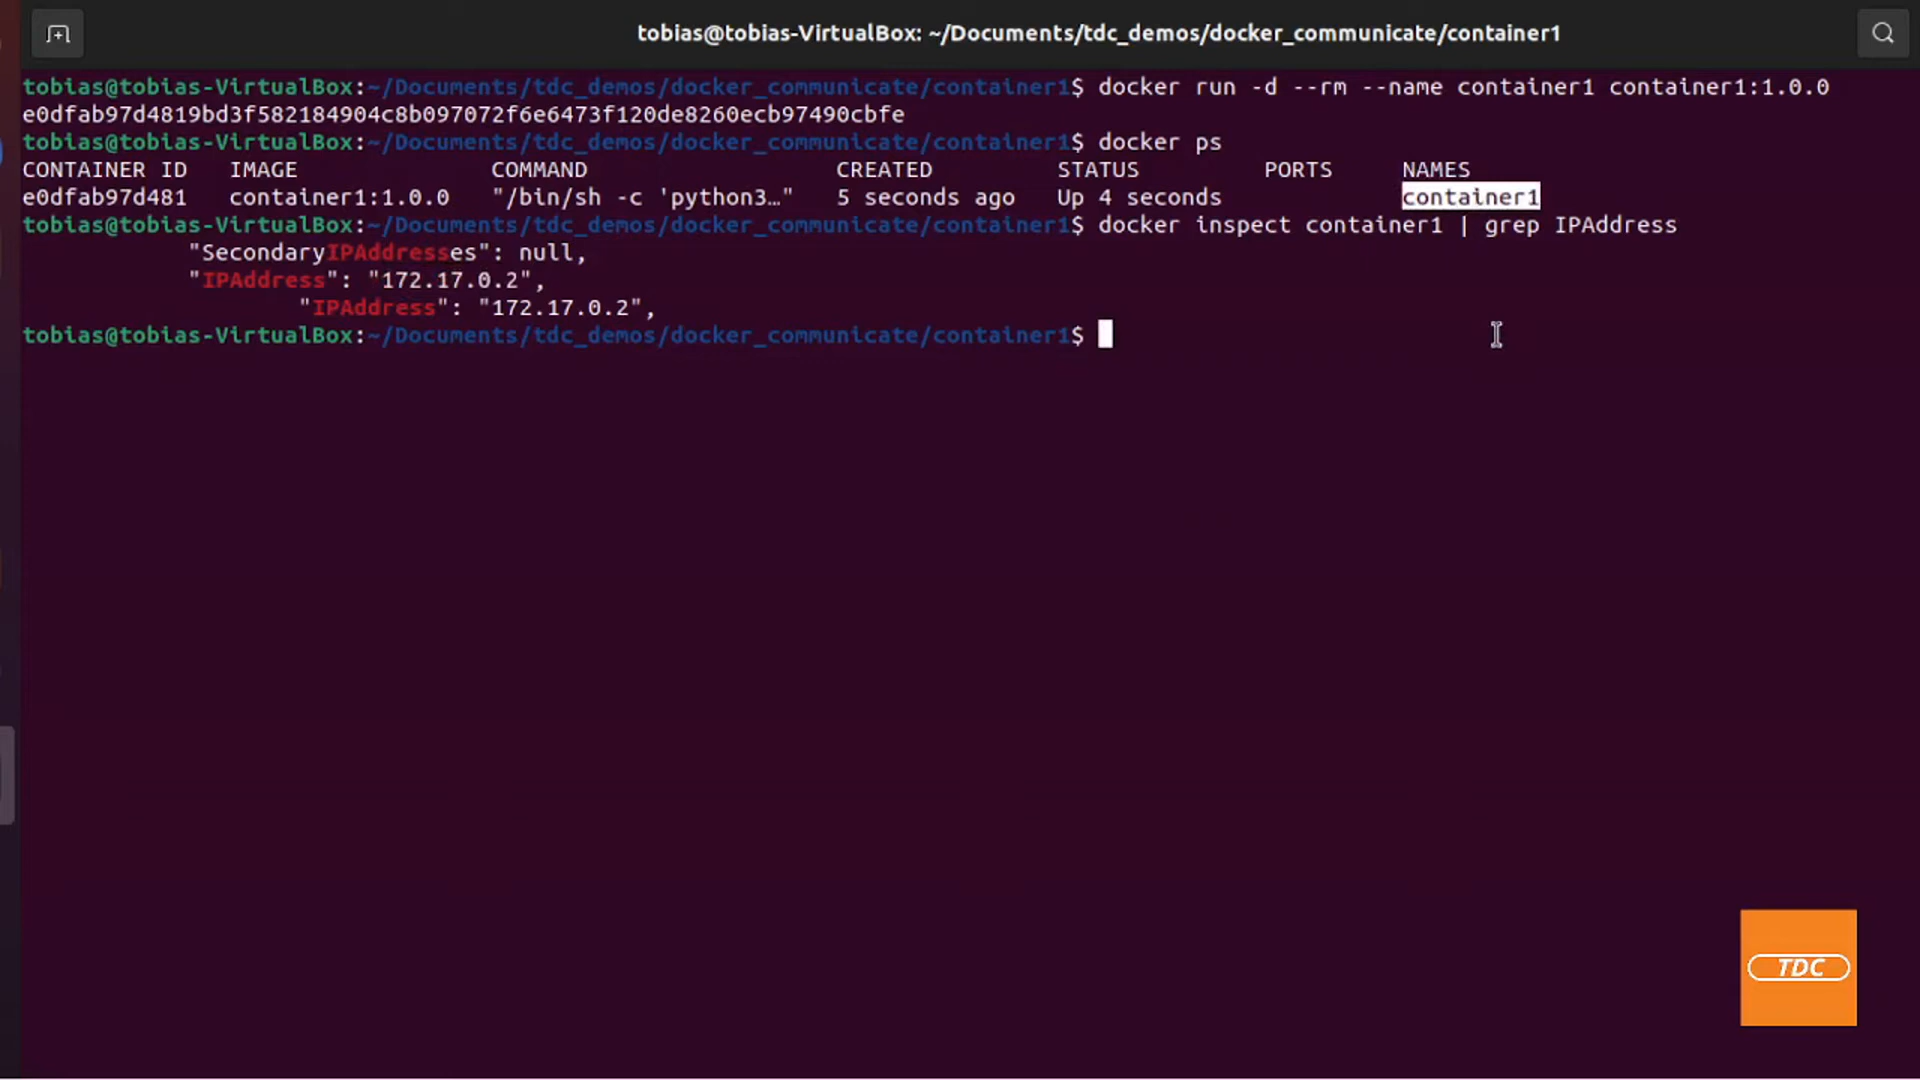 tobias@tobias-VirtualBox: ~/Documents/tdc_demos/docker_communicate/container1
tobias@tobias-VirtualBox:~/Documents/tdc_demos/docker_communicate/container1$ docker run -d --rm --name container1 container1:1.0.0
e0dfab97d4819bd3f582184904c8b097072f6e6473f120de8260ecb97490cbfe
tobias@tobias-VirtualBox:~/Documents/tdc_demos/docker_communicate/container1$ docker ps
CONTAINER ID   IMAGE              COMMAND                  CREATED         STATUS         PORTS     NAMES
e0dfab97d481   container1:1.0.0   "/bin/sh -c 'python3…"   5 seconds ago   Up 4 seconds             container1
tobias@tobias-VirtualBox:~/Documents/tdc_demos/docker_communicate/container1$ docker inspect container1 | grep IPAddress
            "SecondaryIPAddresses": null,
            "IPAddress": "172.17.0.2",
                    "IPAddress": "172.17.0.2",
tobias@tobias-VirtualBox:~/Documents/tdc_demos/docker_communicate/container1$
TDC